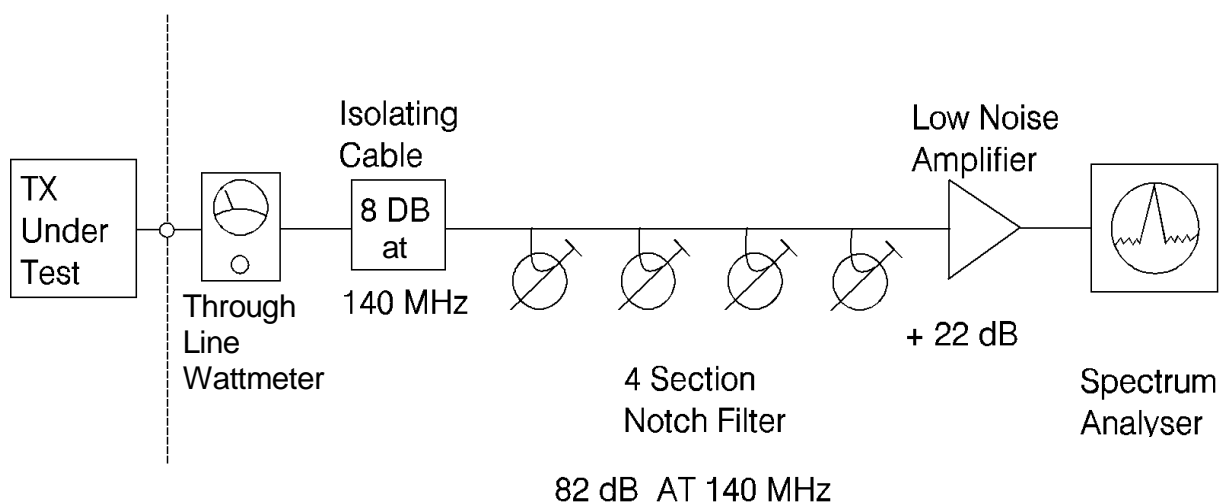 TX
Under
Test
Through
Line
Wattmeter
Isolating
Cable
8 DB
at
140 MHz
4 Section
Notch Filter
82 dB AT 140 MHz
Low Noise
Amplifier
+ 22 dB
Spectrum
Analyser